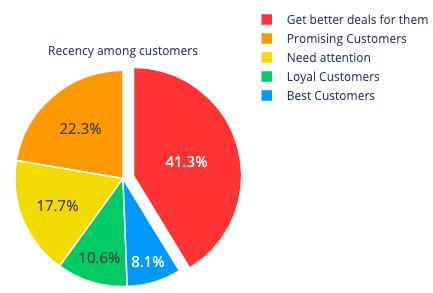 Get better deals for them
Promising Customers
Need attention
Loyal Customers
Best Customers
Recency among customers
22.3%
41.3%
17.7%
10.6%
8.1%